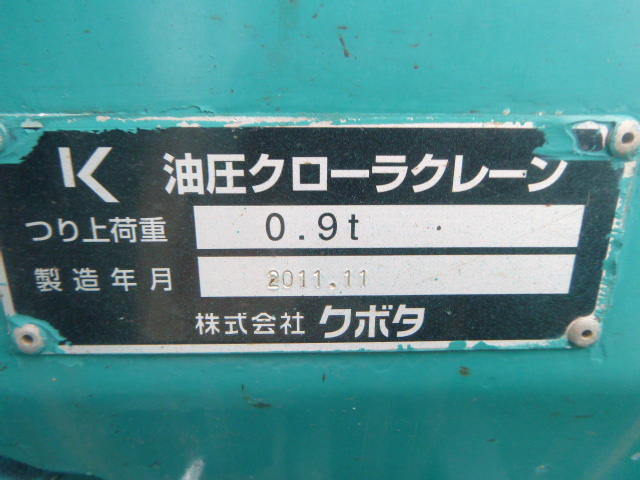 K 油圧クローラクレーン
つり上荷重 0.9t
製造年月 2011.11
株式会社 クボタ